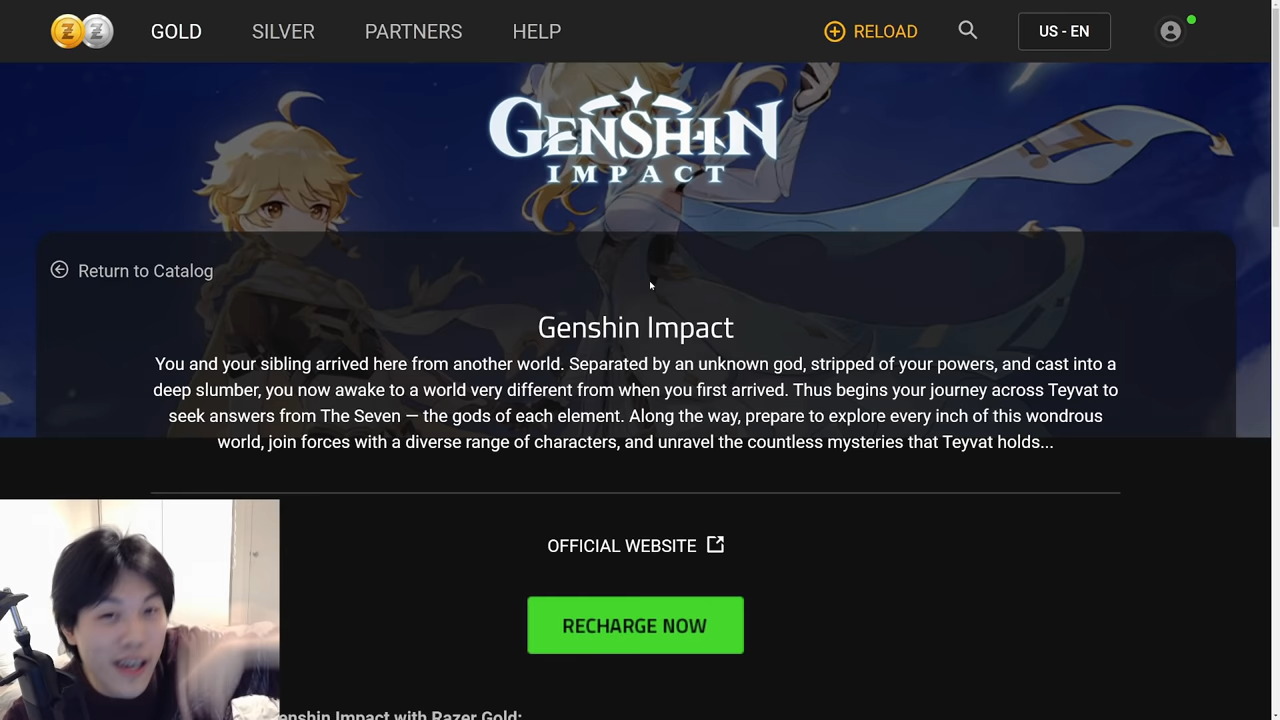 GOLD
SILVER
PARTNERS
HELP
RELOAD
US - EN
GENSHIN
IMPACT
Return to Catalog
Genshin Impact
You and your sibling arrived here from another world. Separated by an unknown god, stripped of your powers, and cast into a
deep slumber, you now awake to a world very different from when you first arrived. Thus begins your journey across Teyvat to
seek answers from The Seven — the gods of each element. Along the way, prepare to explore every inch of this wondrous
world, join forces with a diverse range of characters, and unravel the countless mysteries that Teyvat holds...
OFFICIAL WEBSITE
RECHARGE NOW
enshin Impact with Razer Gold: